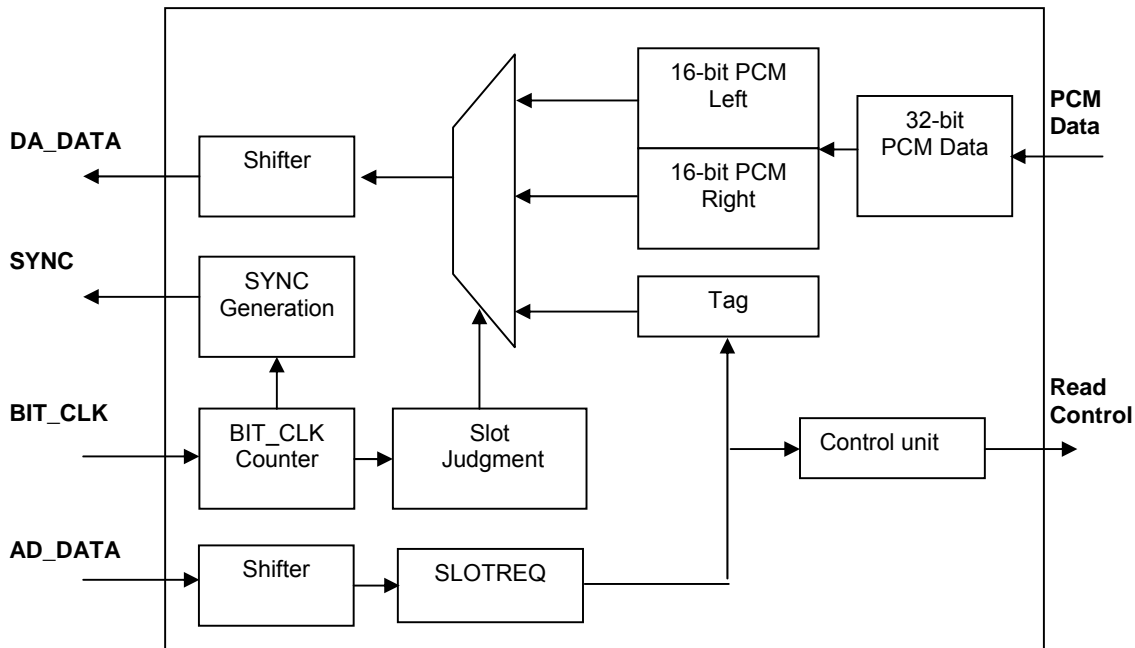 16-bit PCM
Left
PCM
Data
32-bit
PCM Data
DA_DATA
Shifter
16-bit PCM
Right
SYNC
SYNC
Generation
Tag
Read
Control
BIT_CLK
BIT_CLK
Counter
Slot
Judgment
Control unit
AD_DATA
Shifter
SLOTREQ